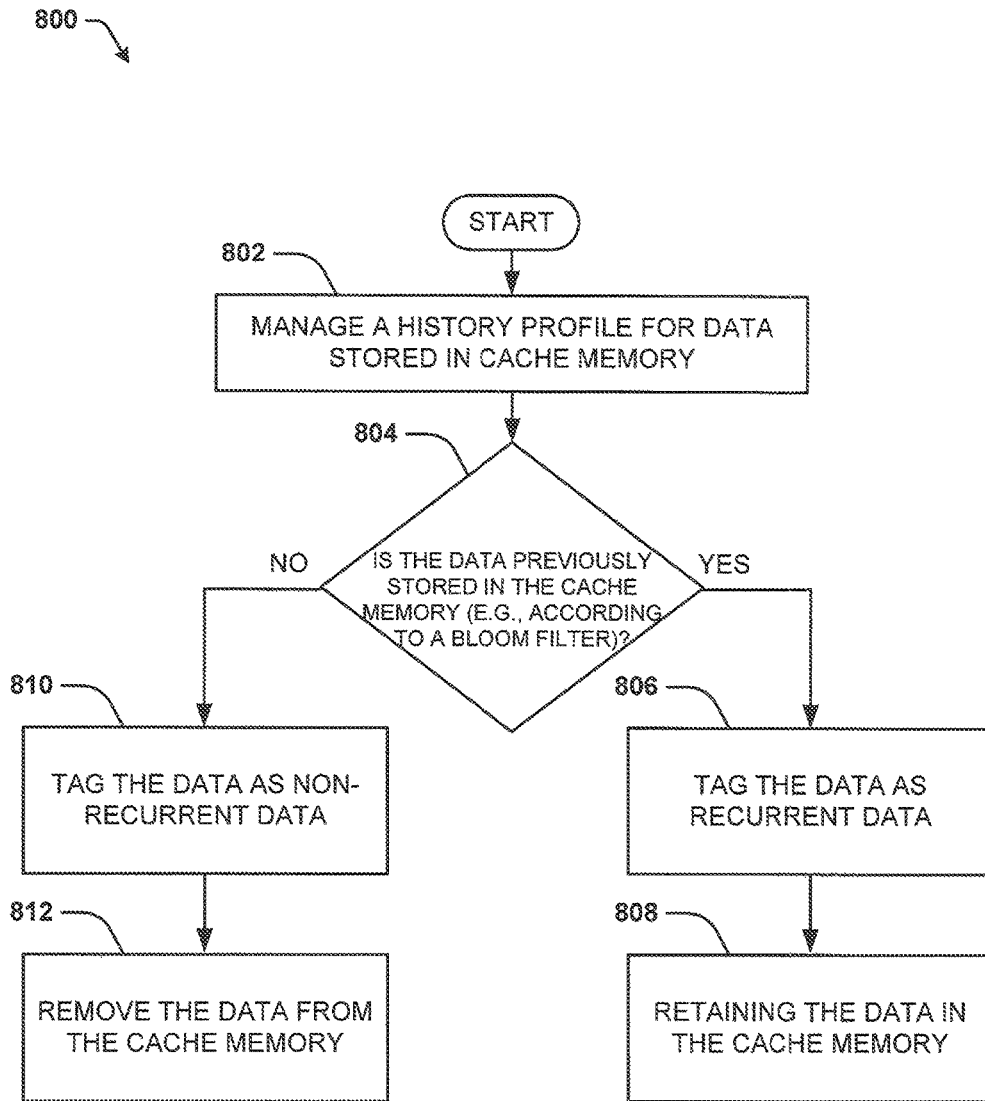 800
START
802
MANAGE A HISTORY PROFILE FOR DATA
STORED IN CACHE MEMORY
804
NO
IS THE DATA PREVIOUSLY
YES
STORED IN THE CACHE
MEMORY (E.G., ACCORDING
TO A BLOOM FILTER)?
810
TAG THE DATA AS NON-
RECURRENT DATA
806
TAG THE DATA AS
RECURRENT DATA
812
REMOVE THE DATA FROM
THE CACHE MEMORY
808
RETAINING THE DATA IN
THE CACHE MEMORY